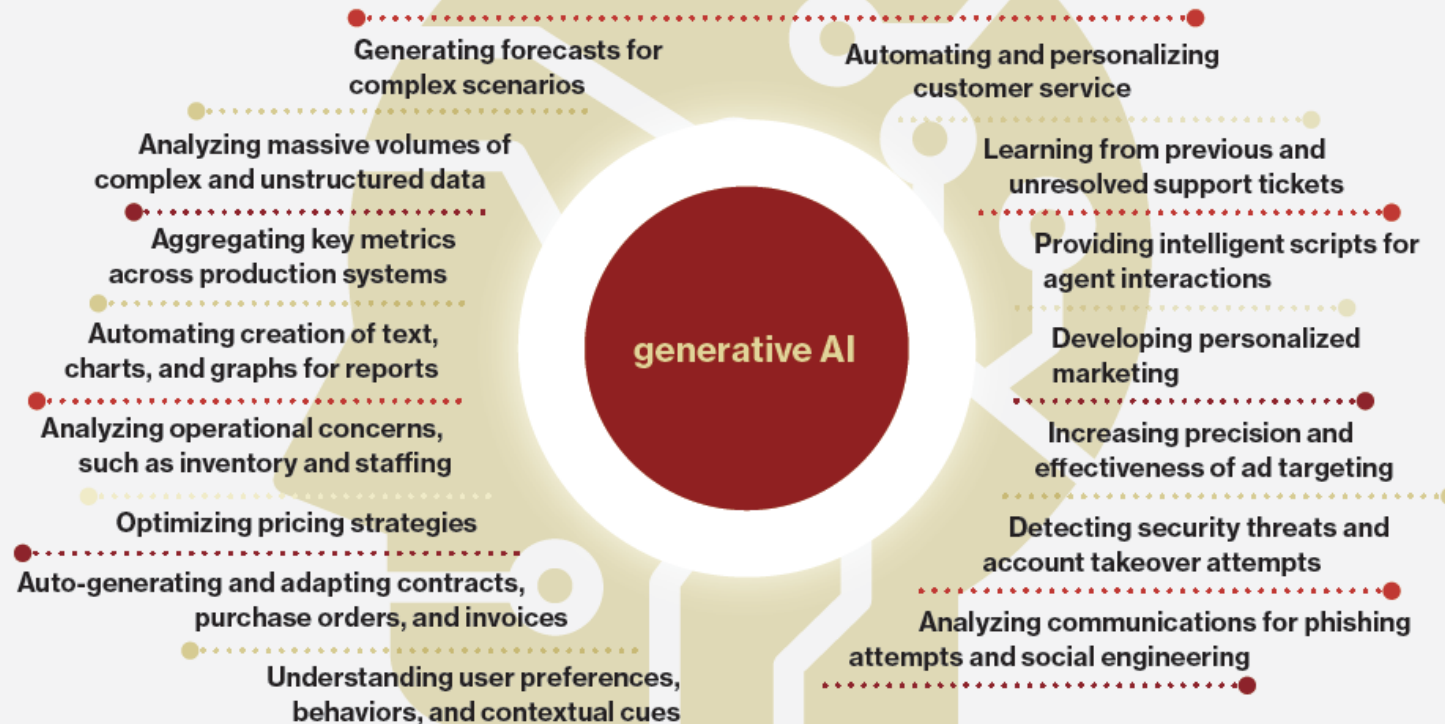 Generating forecasts for
complex scenarios
Analyzing massive volumes of
complex and unstructured data
Aggregating key metrics
across production systems
Automating creation of text,
charts, and graphs for reports
Analyzing operational concerns,
such as inventory and staffing
Optimizing pricing strategies
Auto-generating and adapting contracts,
purchase orders, and invoices
Understanding user preferences,
behaviors, and contextual cues
generative AI
Automating and personalizing
customer service
Learning from previous and
unresolved support tickets
Providing intelligent scripts for
agent interactions
Developing personalized
marketing
Increasing precision and
effectiveness of ad targeting
Detecting security threats and
account takeover attempts
Analyzing communications for phishing
attempts and social engineering